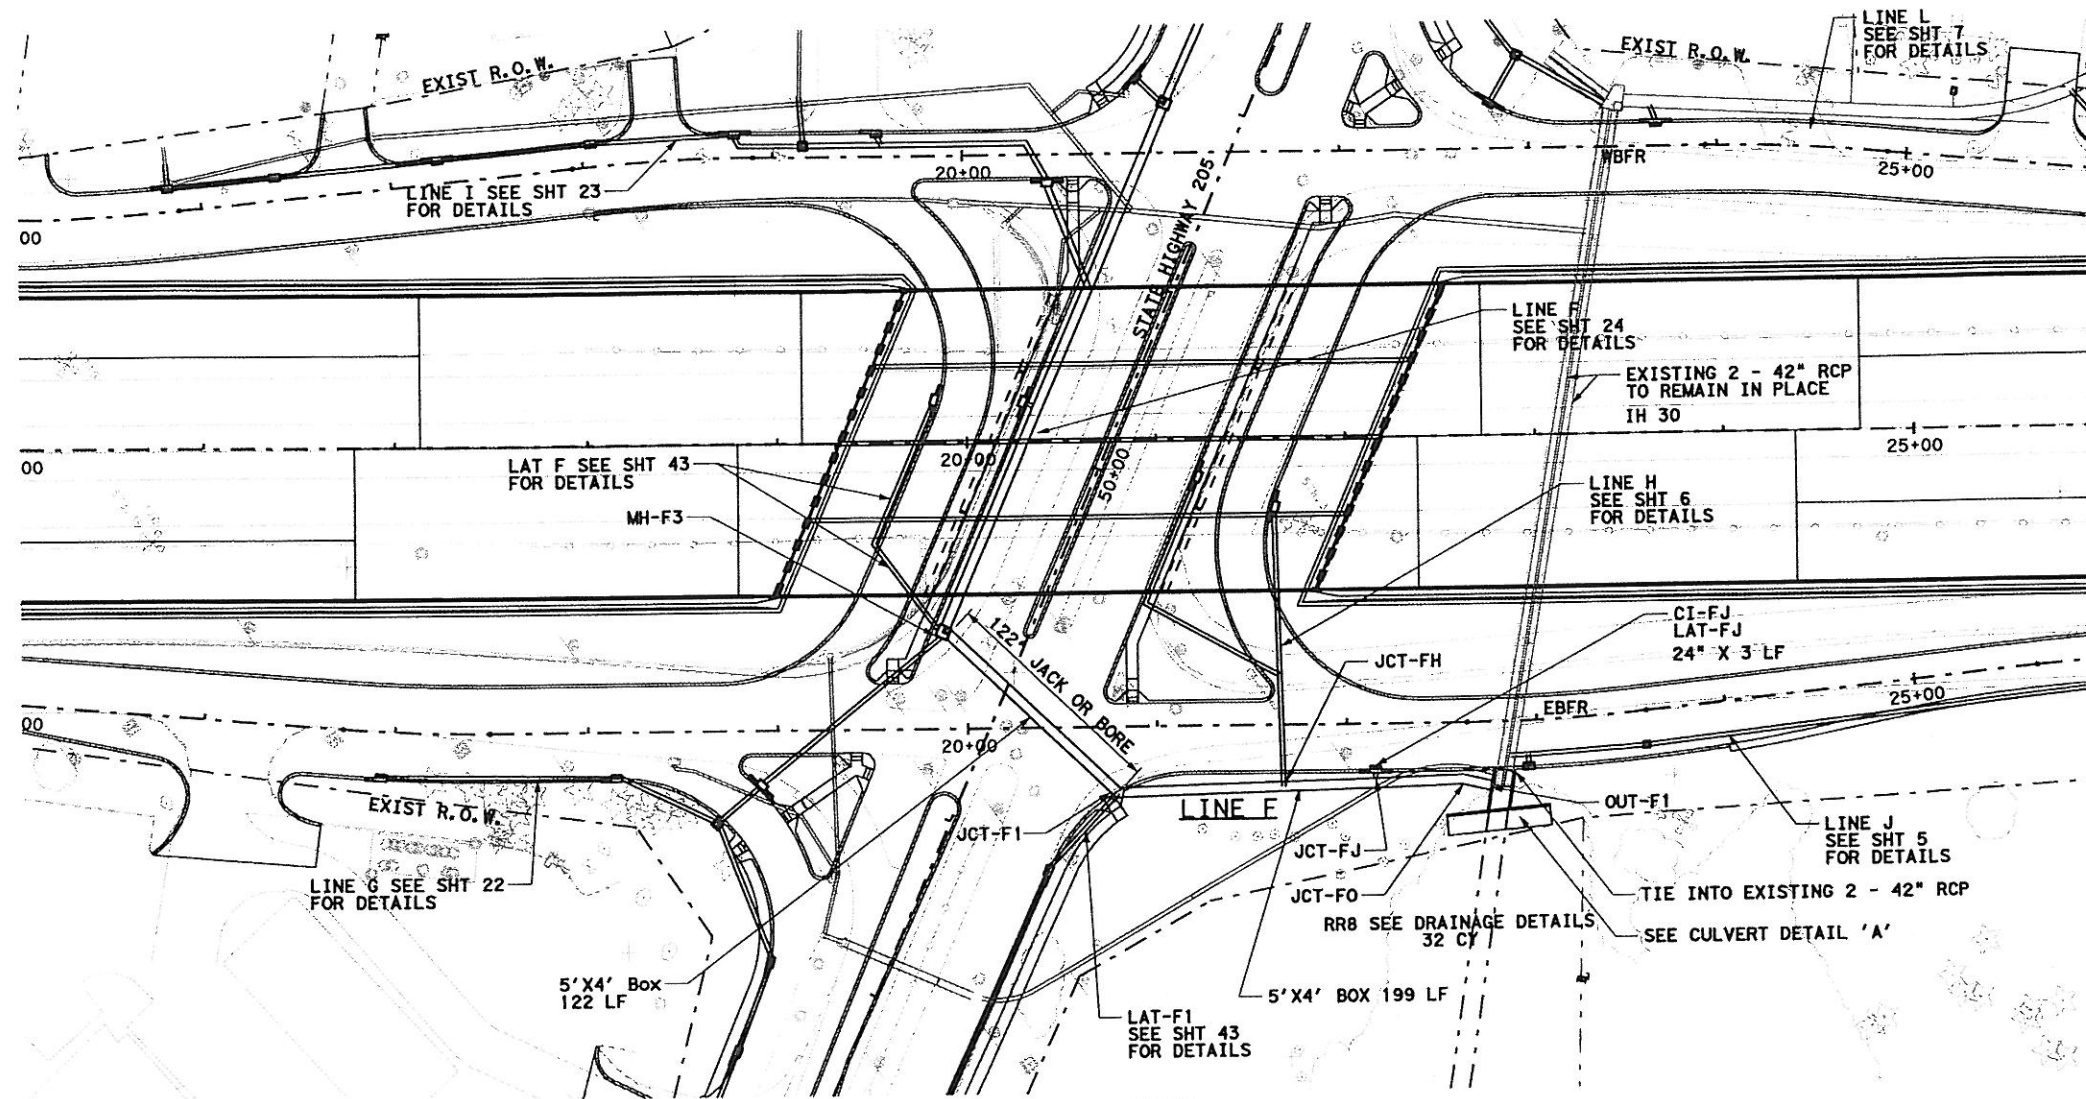 LINE L
SEE SHT 7
FOR DETAILS
EXIST R.O.W.
EXIST R.O.W.
LINE I SEE SHT 23
FOR DETAILS
20+00
WBFR
25+00
00
STATE HIGHWAY 205
LINE F
SEE SHT 24
FOR DETAILS
EXISTING 2 - 42" RCP
TO REMAIN IN PLACE
IH 30
00
LAT F SEE SHT 43
FOR DETAILS
20+00
50+00
25+00
MH-F3
LINE H
SEE SHT 6
FOR DETAILS
122' JACK OR BORE
CI-FJ
LAT-FJ
24" X 3 LF
JCT-FH
00
20+00
EBFR
25+00
EXIST R.O.W.
LINE F
JCT-F1
OUT-F1
JCT-FJ
LINE J
SEE SHT 5
FOR DETAILS
LINE G SEE SHT 22
FOR DETAILS
JCT-FO
TIE INTO EXISTING 2 - 42" RCP
RR8 SEE DRAINAGE DETAILS
32 CY
SEE CULVERT DETAIL 'A'
5'X4' Box
122 LF
5'X4' BOX 199 LF
LAT-F1
SEE SHT 43
FOR DETAILS